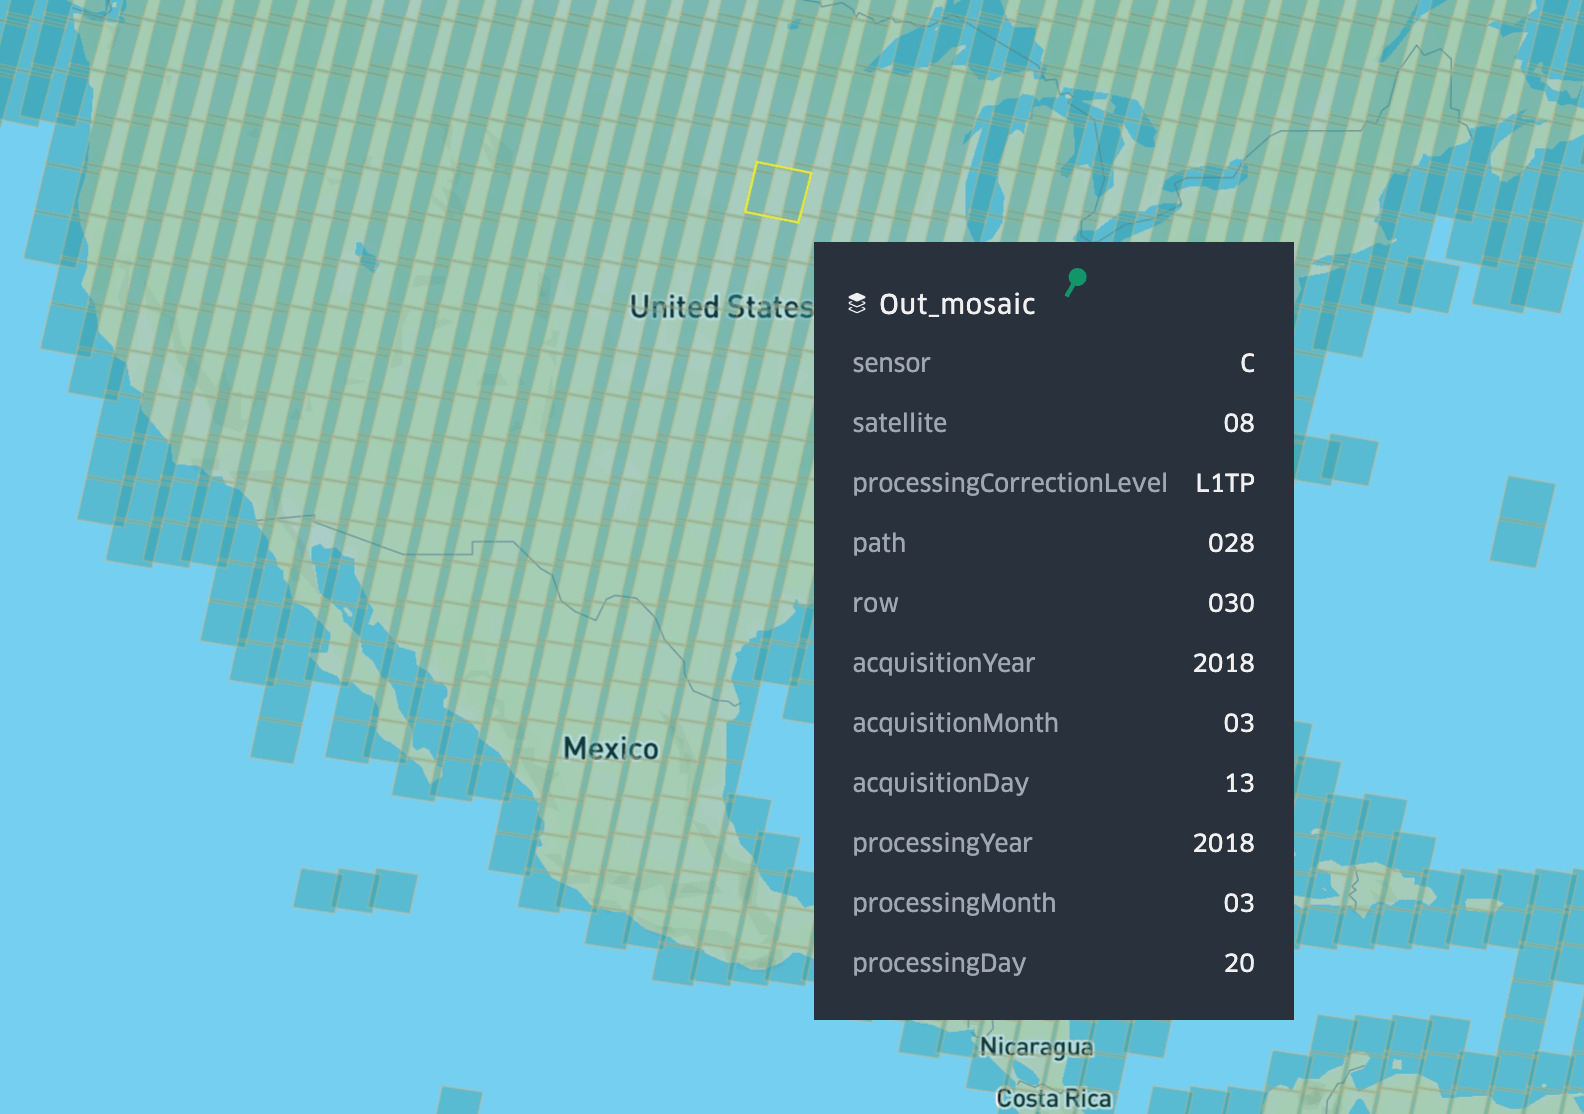 United States
Out_mosaic
sensor C
satellite 08
processingCorrectionLevel L1TP
path 028
row 030
acquisitionYear 2018
acquisitionMonth 03
acquisitionDay 13
processingYear 2018
processingMonth 03
processingDay 20
Mexico
Nicaragua
Costa Rica